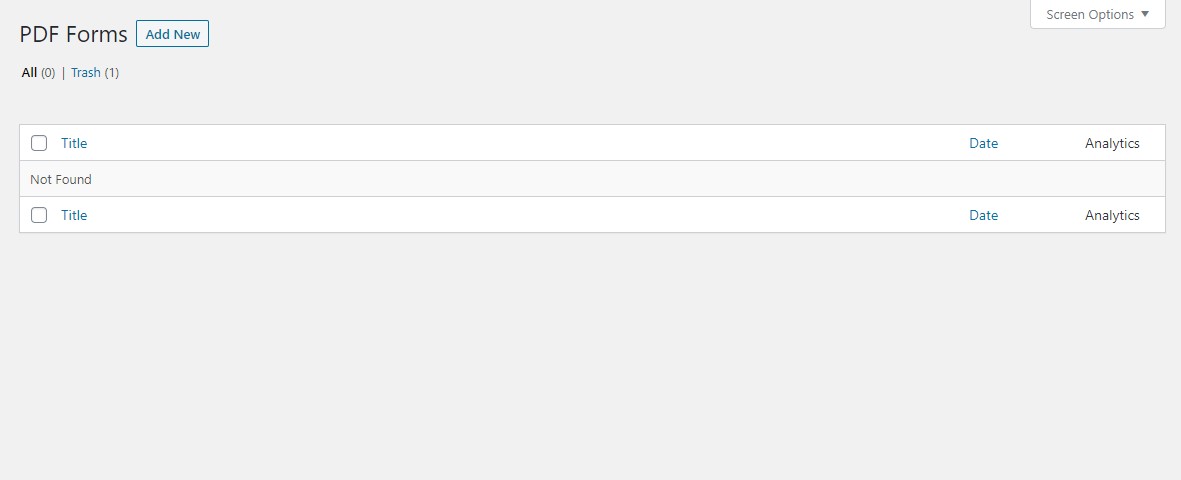 Screen Options ▼
PDF Forms Add New
All (0) | Trash (1)
Title Date Analytics
Not Found
Title Date Analytics